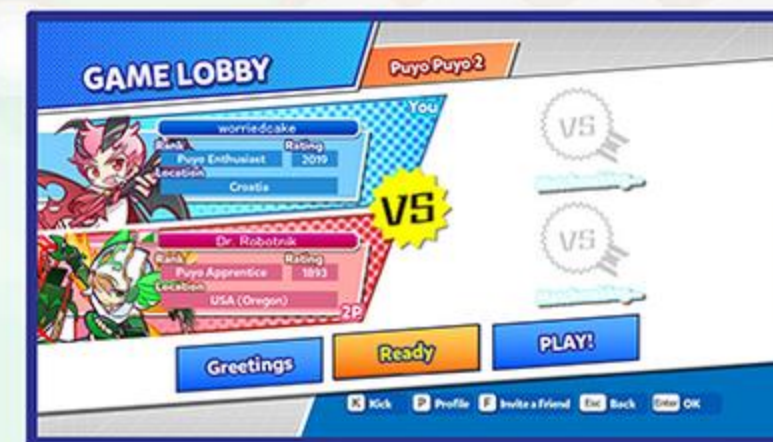 GAME LOBBY
Puyo Puyo 2
You
worriedcake
Rank Rating
Puyo Enthusiast 2019
Location
Croatia
VS
Dr. Robotnik
Rank Rating
Puyo Apprentice 1893
Location
USA (Oregon)
2P
VS
VS
Greetings
Ready
PLAY!
K Kick P Profile F Invite a Friend Esc Back Enter OK